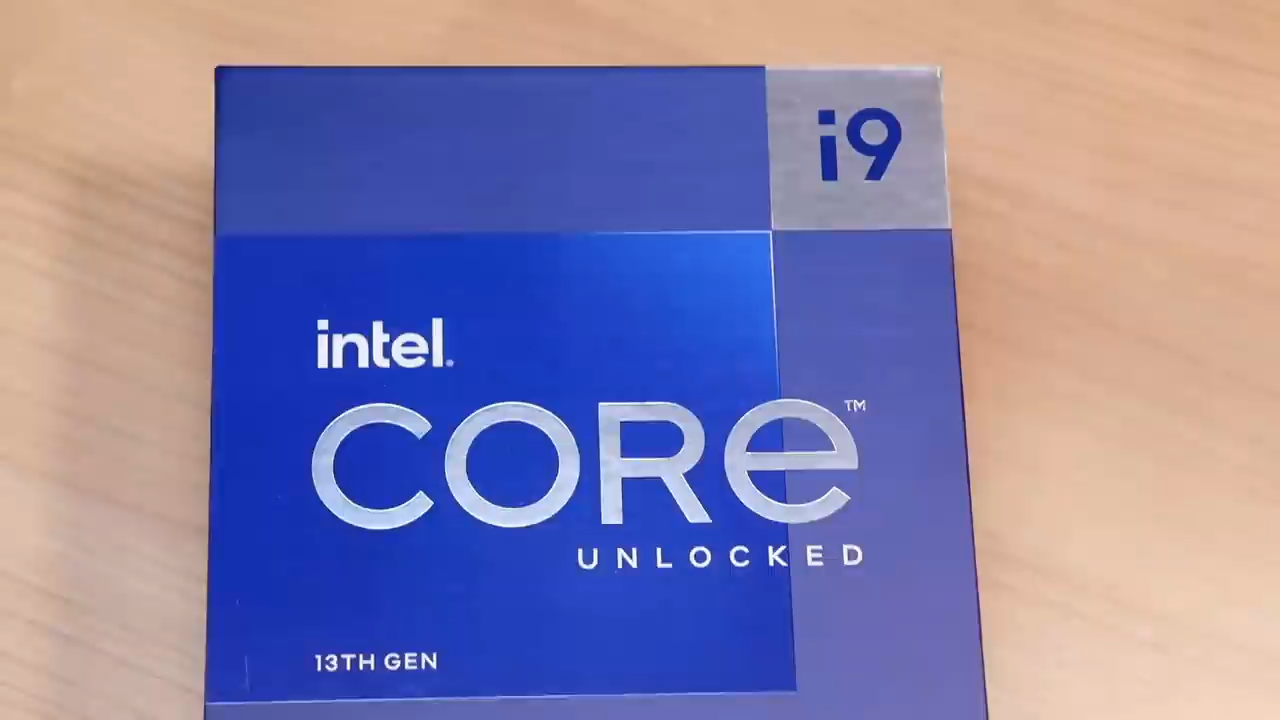 i9
intel.
CORE™
UNLOCKED
13TH GEN